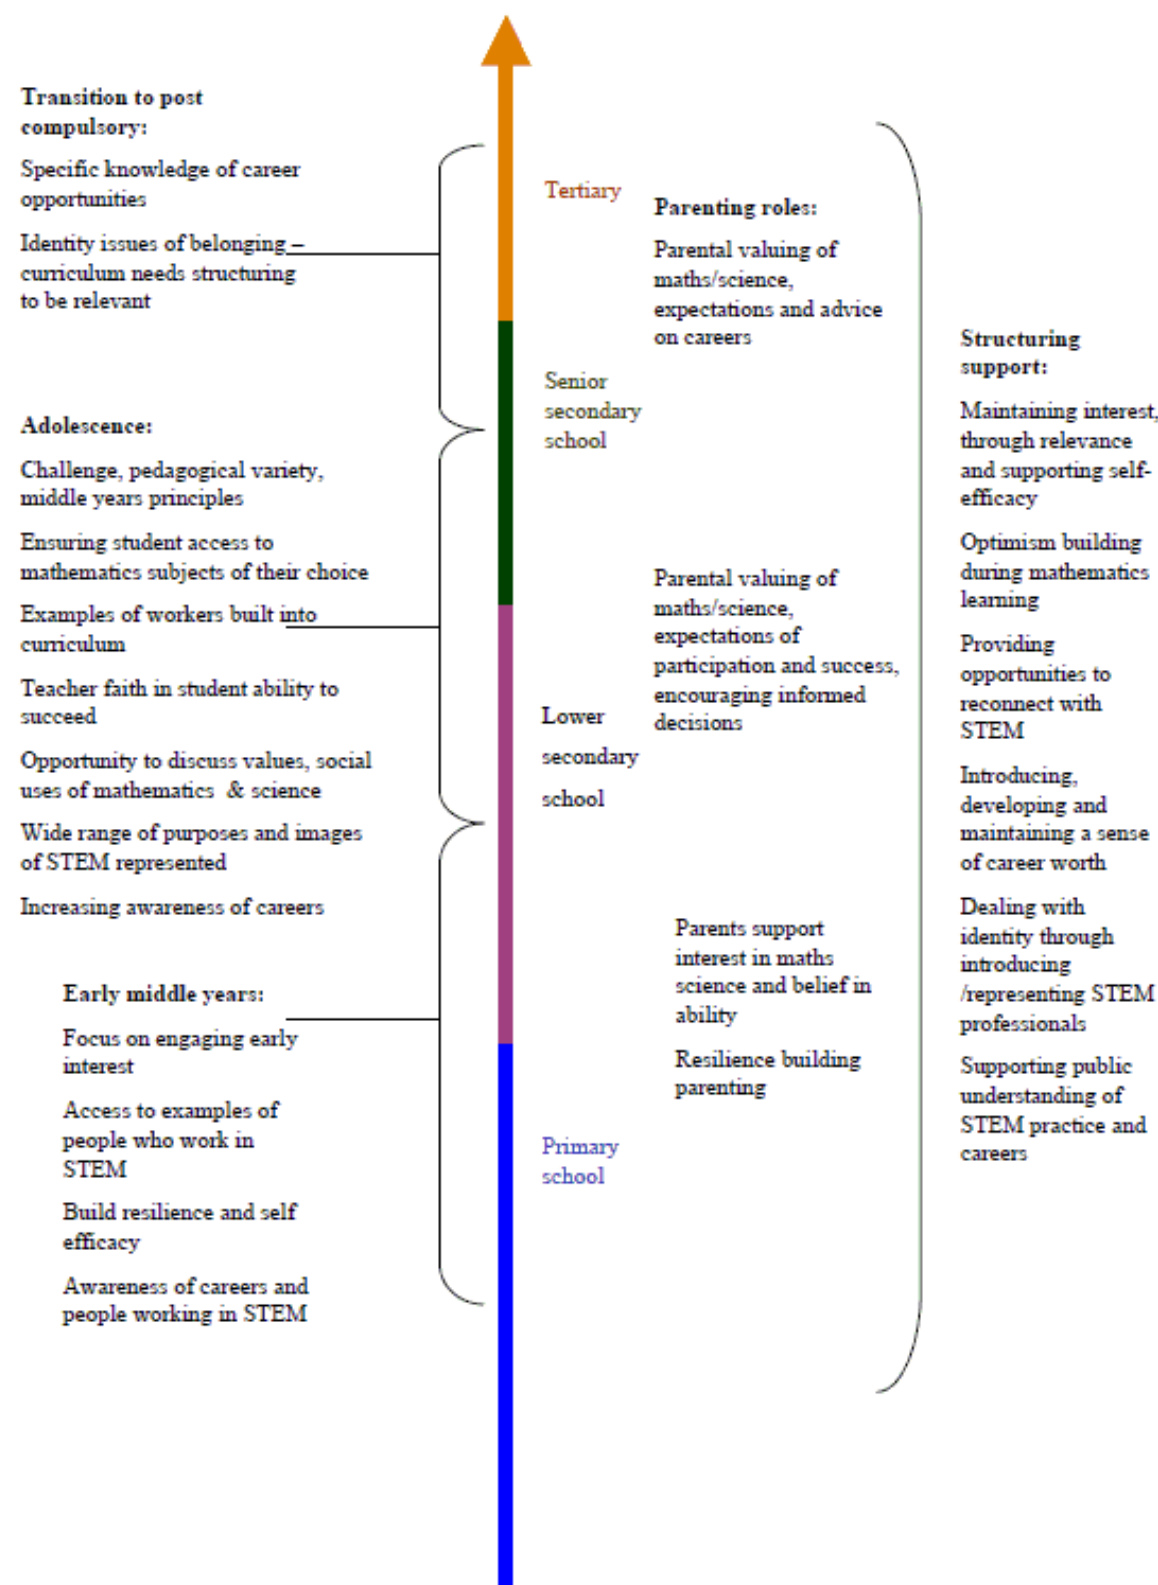 Transition to post
compulsory:
Specific knowledge of career
opportunities
Identity issues of belonging –
curriculum needs structuring
to be relevant
Adolescence:
Challenge, pedagogical variety,
middle years principles
Ensuring student access to
mathematics subjects of their choice
Examples of workers built into
curriculum
Teacher faith in student ability to
succeed
Opportunity to discuss values, social
uses of mathematics & science
Wide range of purposes and images
of STEM represented
Increasing awareness of careers
Early middle years:
Focus on engaging early
interest
Access to examples of
people who work in
STEM
Build resilience and self
efficacy
Awareness of careers and
people working in STEM
Tertiary
Senior
secondary
school
Lower
secondary
school
Primary
school
Parenting roles:
Parental valuing of
maths/science,
expectations and advice
on careers
Parental valuing of
maths/science,
expectations of
participation and success,
encouraging informed
decisions
Parents support
interest in maths
science and belief in
ability
Resilience building
parenting
Structuring
support:
Maintaining interest,
through relevance
and supporting self-
efficacy
Optimism building
during mathematics
learning
Providing
opportunities to
reconnect with
STEM
Introducing,
developing and
maintaining a sense
of career worth
Dealing with
identity through
introducing
/representing STEM
professionals
Supporting public
understanding of
STEM practice and
careers